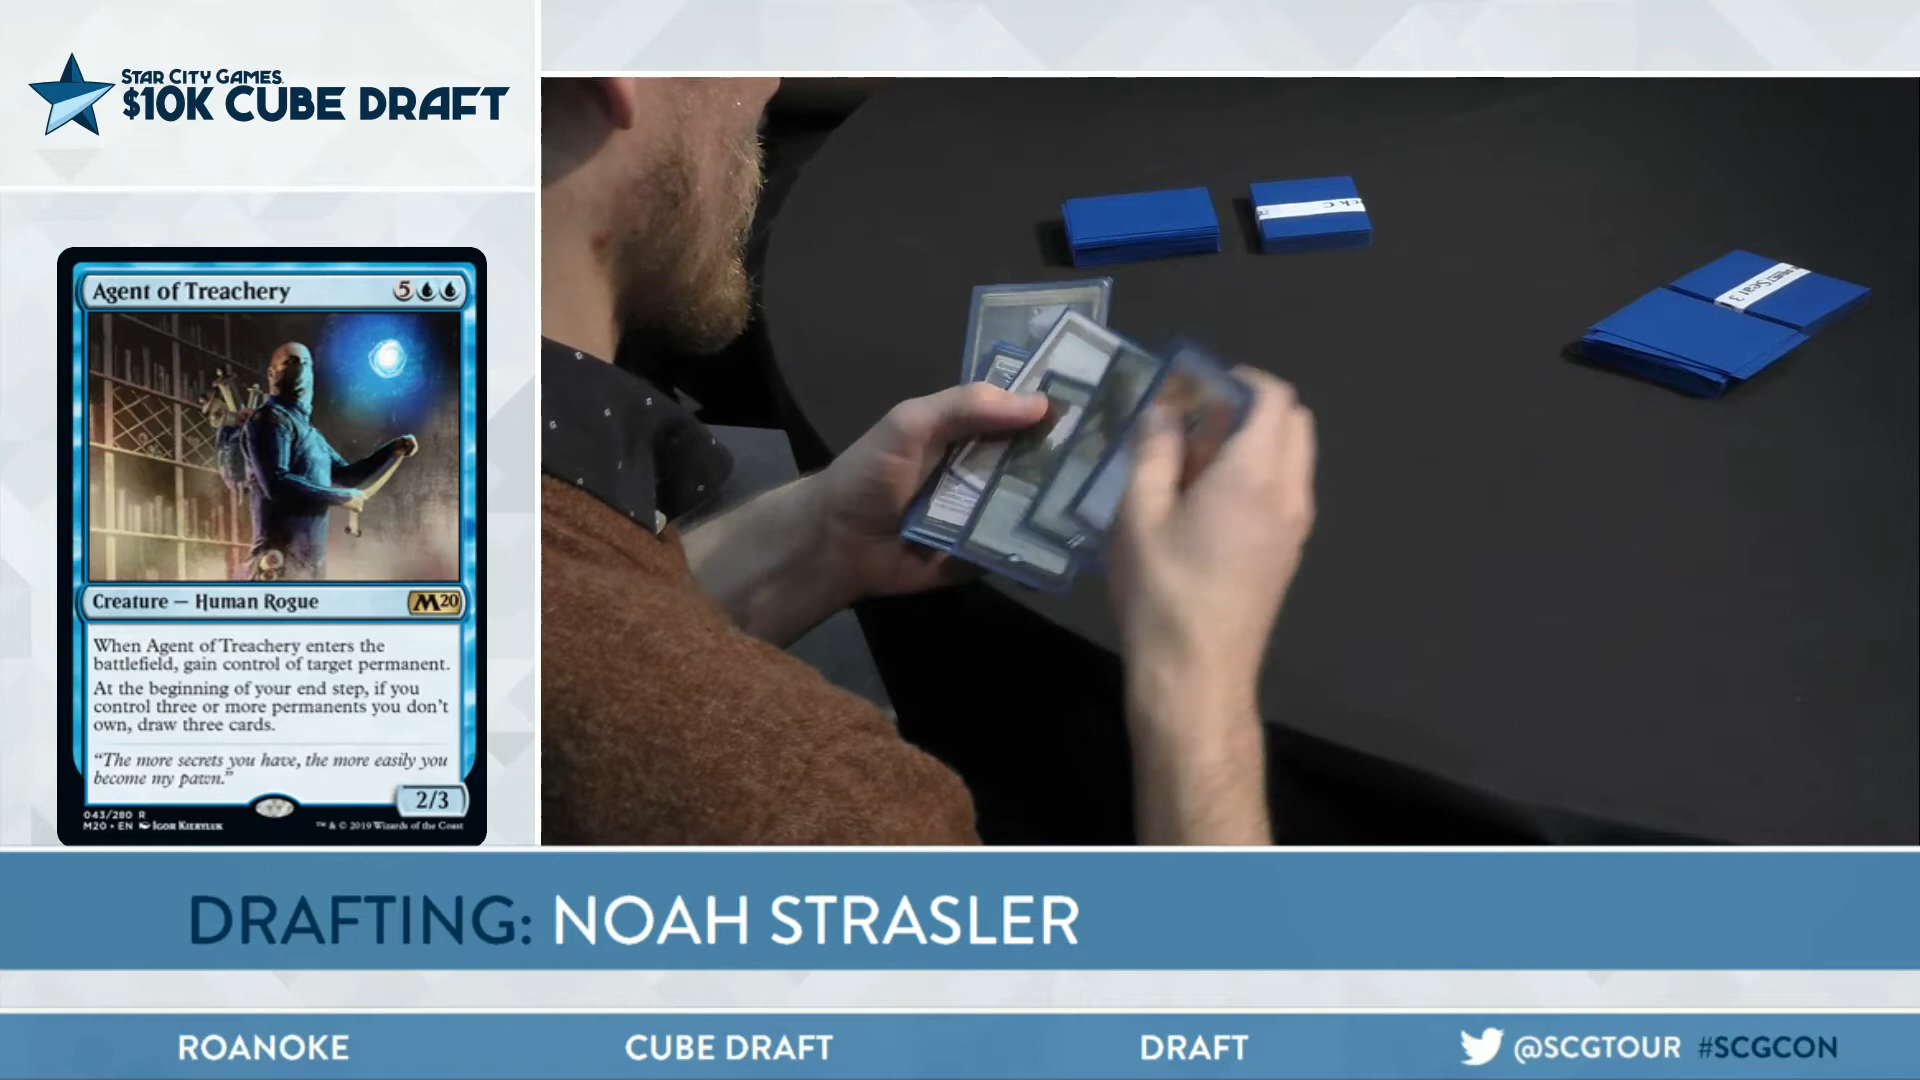 STAR CITY GAMES
$10K CUBE DRAFT
Agent of Treachery 5
Creature — Human Rogue M20
When Agent of Treachery enters the
battlefield, gain control of target permanent.
At the beginning of your end step, if you
control three or more permanents you don't
own, draw three cards.
"The more secrets you have, the more easily you
become my pawn."
2/3
043/280 R
M20 • EN Igor Kieryluk
™ & © 2019 Wizards of the Coast
Seat 3
DRAFTING: NOAH STRASLER
ROANOKE CUBE DRAFT DRAFT @SCGTOUR #SCGCON